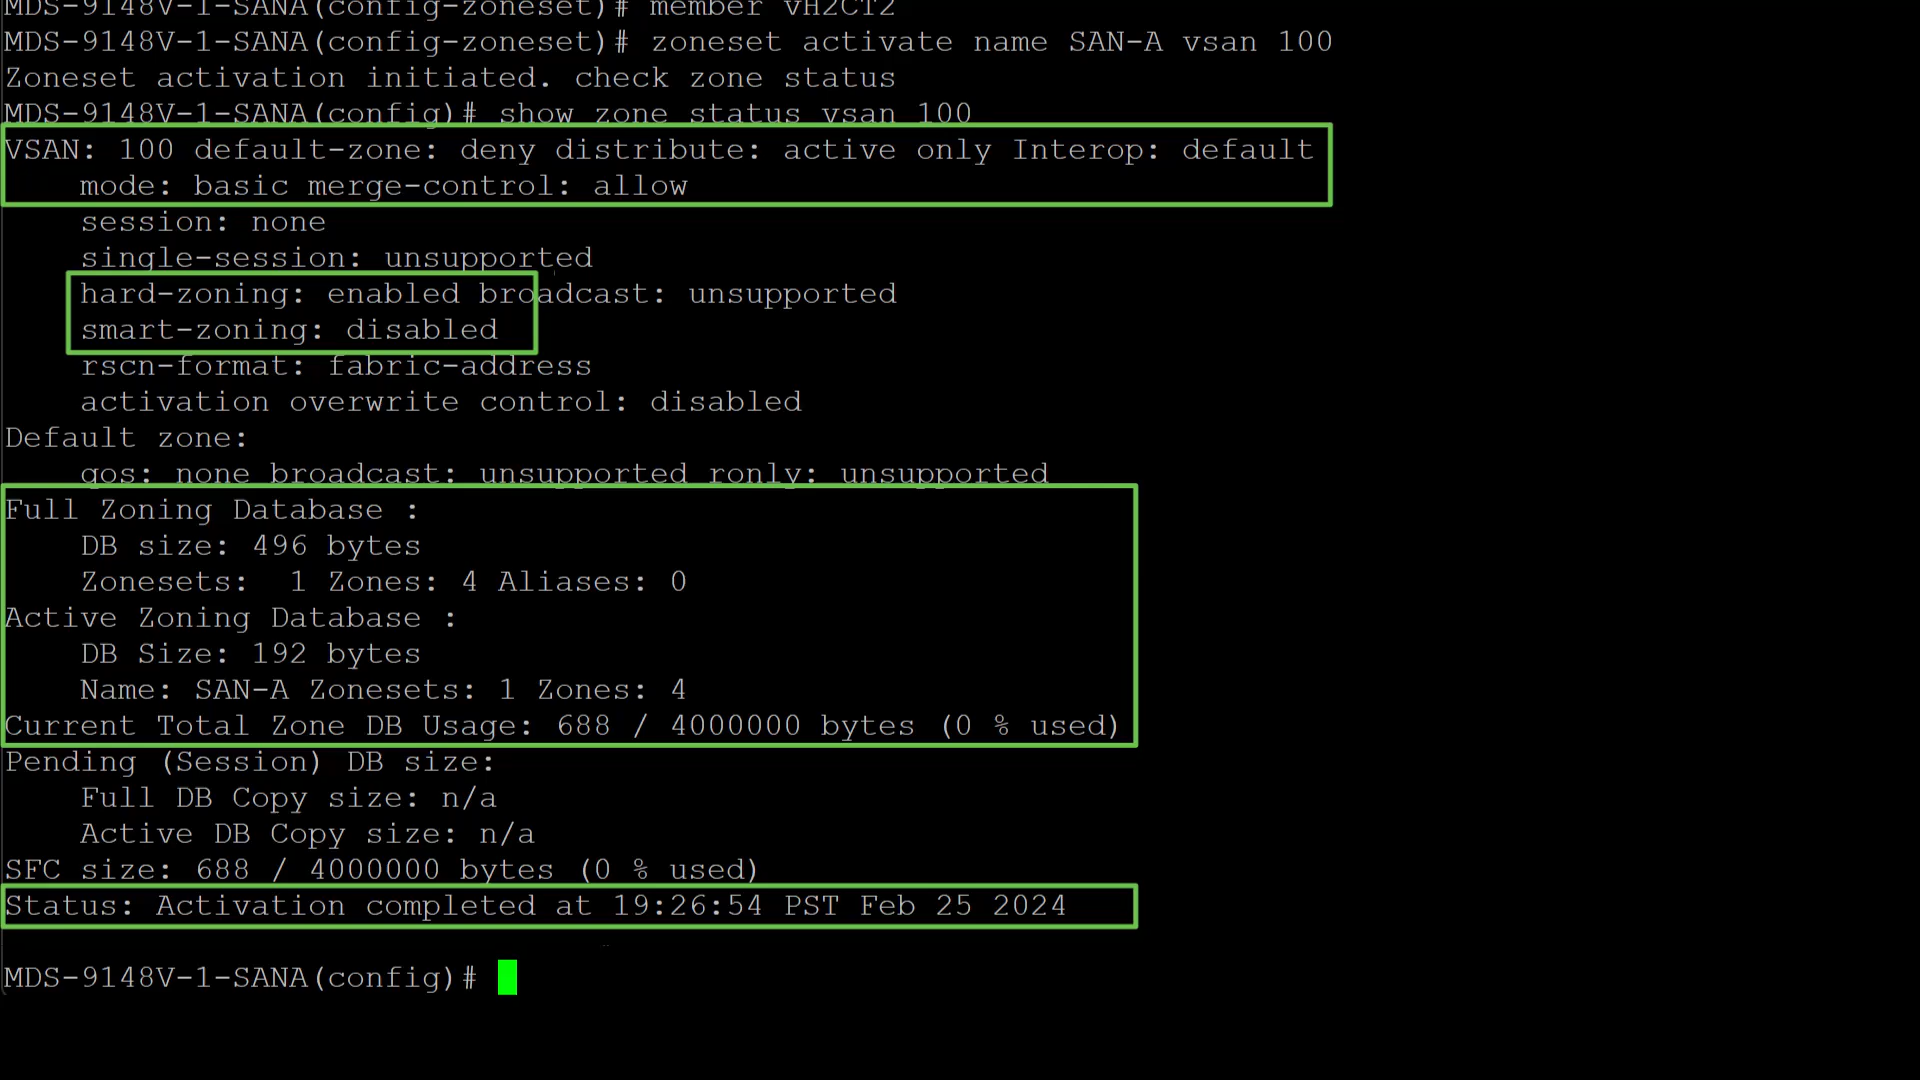 MDS-9148V-1-SANA(config-zoneset)# member vH2CT2
MDS-9148V-1-SANA(config-zoneset)# zoneset activate name SAN-A vsan 100
Zoneset activation initiated. check zone status
MDS-9148V-1-SANA(config)# show zone status vsan 100
VSAN: 100 default-zone: deny distribute: active only Interop: default
mode: basic merge-control: allow
session: none
single-session: unsupported
hard-zoning: enabled broadcast: unsupported
smart-zoning: disabled
rscn-format: fabric-address
activation overwrite control: disabled
Default zone:
qos: none broadcast: unsupported ronly: unsupported
Full Zoning Database :
DB size: 496 bytes
Zonesets:  1 Zones: 4 Aliases: 0
Active Zoning Database :
DB Size: 192 bytes
Name: SAN-A Zonesets: 1 Zones: 4
Current Total Zone DB Usage: 688 / 4000000 bytes (0 % used)
Pending (Session) DB size:
Full DB Copy size: n/a
Active DB Copy size: n/a
SFC size: 688 / 4000000 bytes (0 % used)
Status: Activation completed at 19:26:54 PST Feb 25 2024
MDS-9148V-1-SANA(config)#